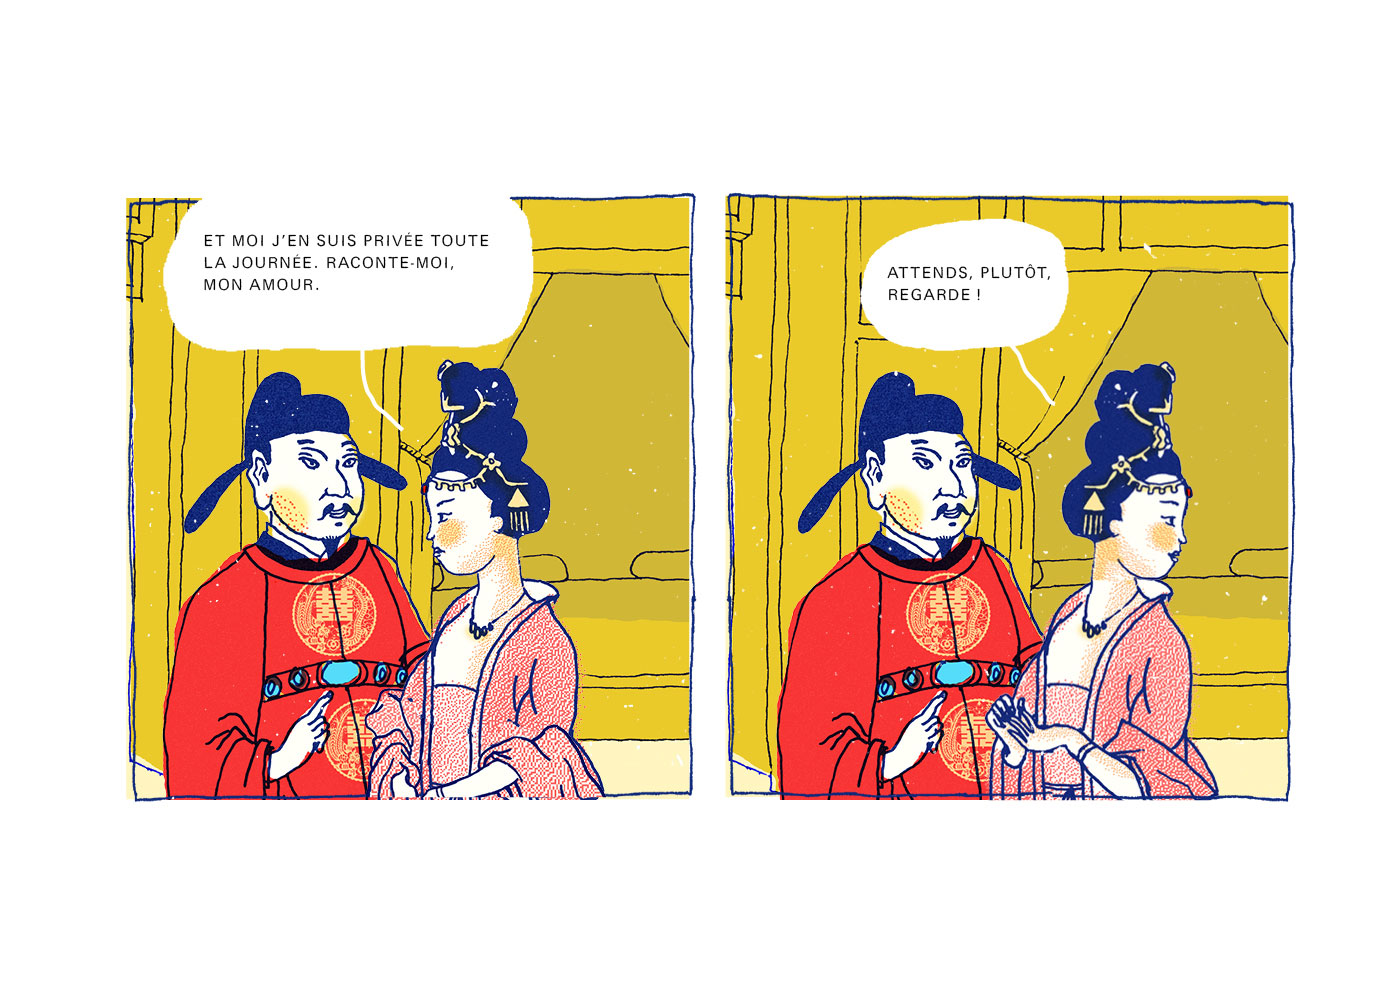 ET MOI J'EN SUIS PRIVÉE TOUTE
LA JOURNÉE. RACONTE-MOI,
MON AMOUR.
ATTENDS, PLUTÔT,
REGARDE !